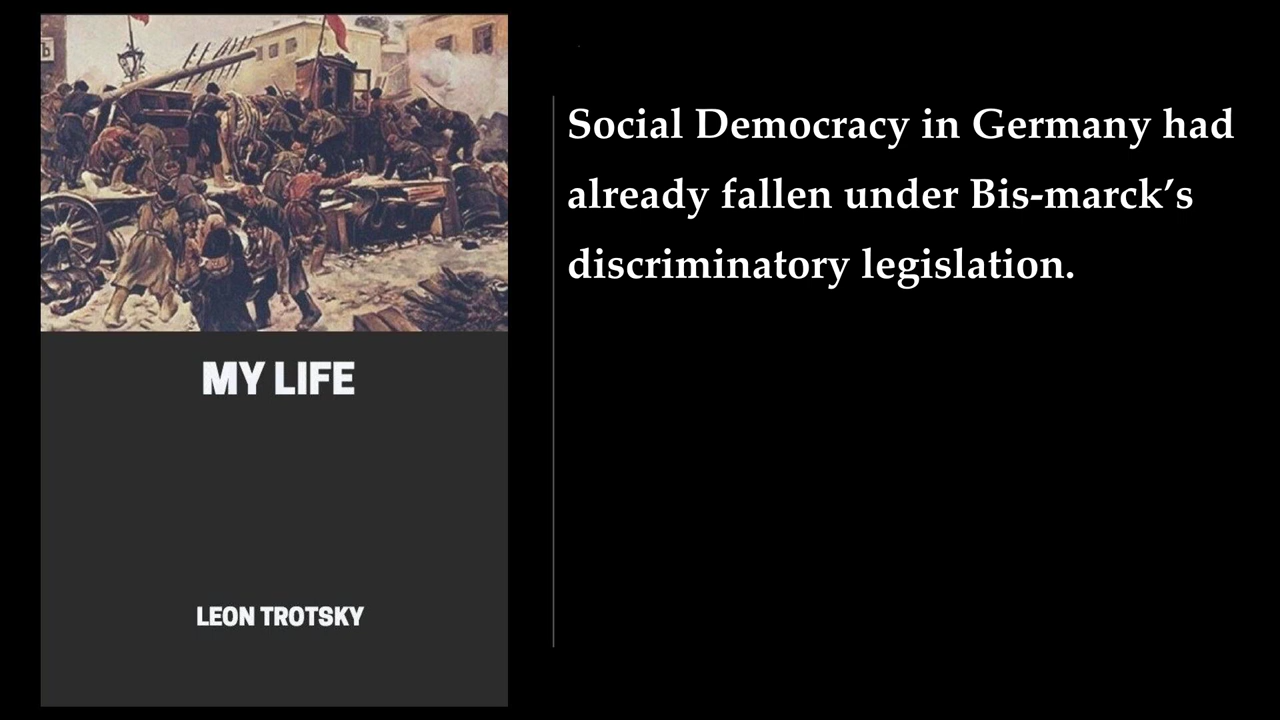 MY LIFE
LEON TROTSKY
Social Democracy in Germany had
already fallen under Bis-marck’s
discriminatory legislation.